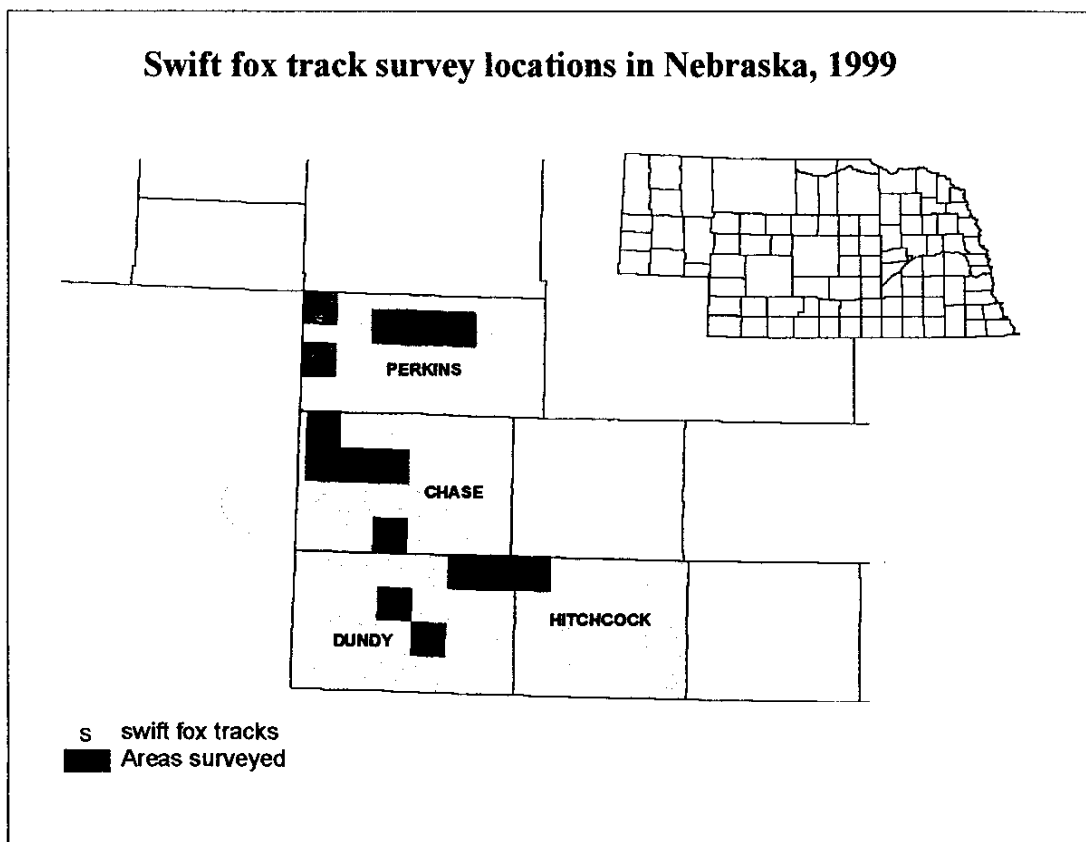 Swift fox track survey locations in Nebraska, 1999
PERKINS
CHASE
HITCHCOCK
DUNDY
s swift fox tracks
Areas surveyed